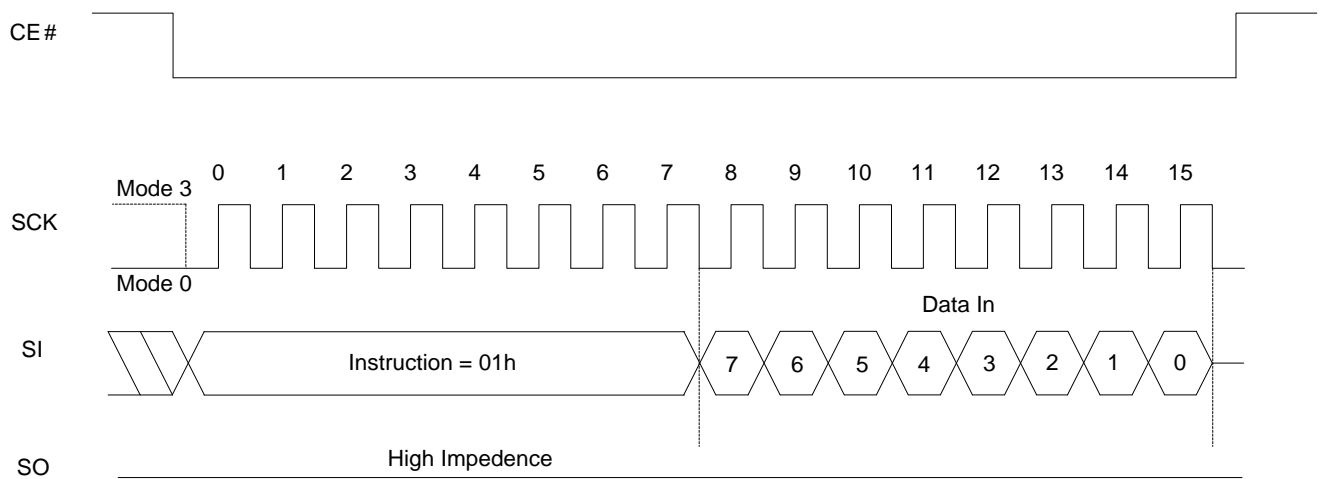 CE#
0 1 2 3 4 5 6 7 8 9 10 11 12 13 14 15
Mode 3
SCK
Mode 0
Data In
SI
Instruction = 01h
7 6 5 4 3 2 1 0
High Impedence
SO